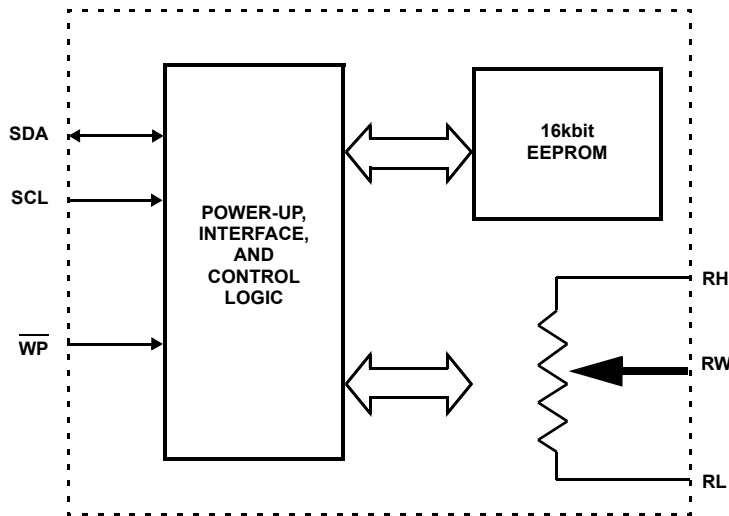 SDA
SCL
WP
POWER-UP,
INTERFACE,
AND
CONTROL
LOGIC
16kbit
EEPROM
RH
RW
RL